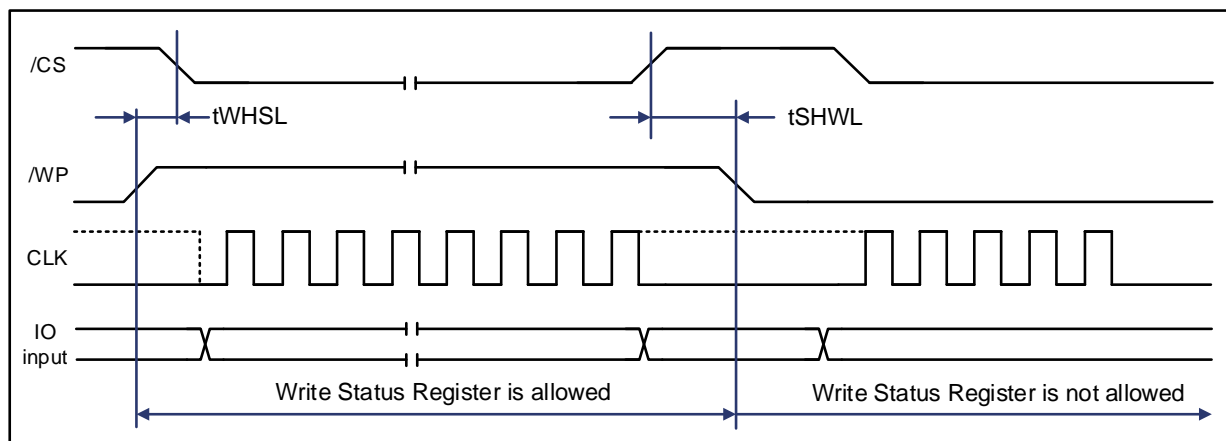 /CS
tWHSL
tSHWL
/WP
CLK
IO
input
Write Status Register is allowed
Write Status Register is not allowed